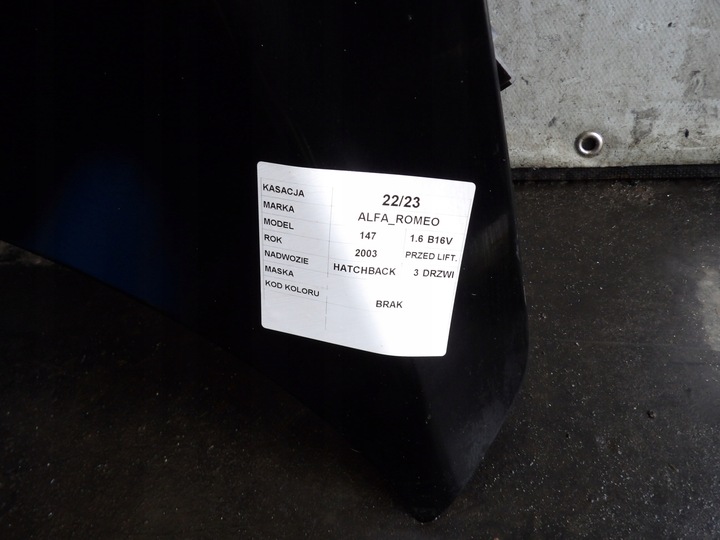 KASACJA 22/23
MARKA ALFA_ROMEO
MODEL 147 1.6 B16V
ROK 2003 PRZED LIFT.
NADWOZIE HATCHBACK 3 DRZWI
MASKA
KOD KOLORU BRAK